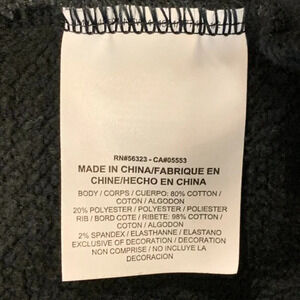 RN#56323 - CA#05553
MADE IN CHINA/FABRIQUE EN
CHINE/HECHO EN CHINA
BODY / CORPS / CUERPO: 80% COTTON /
COTON / ALGODON
20% POLYESTER / POLYESTER / POLIESTER
RIB / BORD COTE / RIBETE: 98% COTTON /
COTON / ALGODON
2% SPANDEX / ELASTHANNE / ELASTANO
EXCLUSIVE OF DECORATION / DECORATION
NON COMPRISE / NO INCLUYE LA
DECORACION